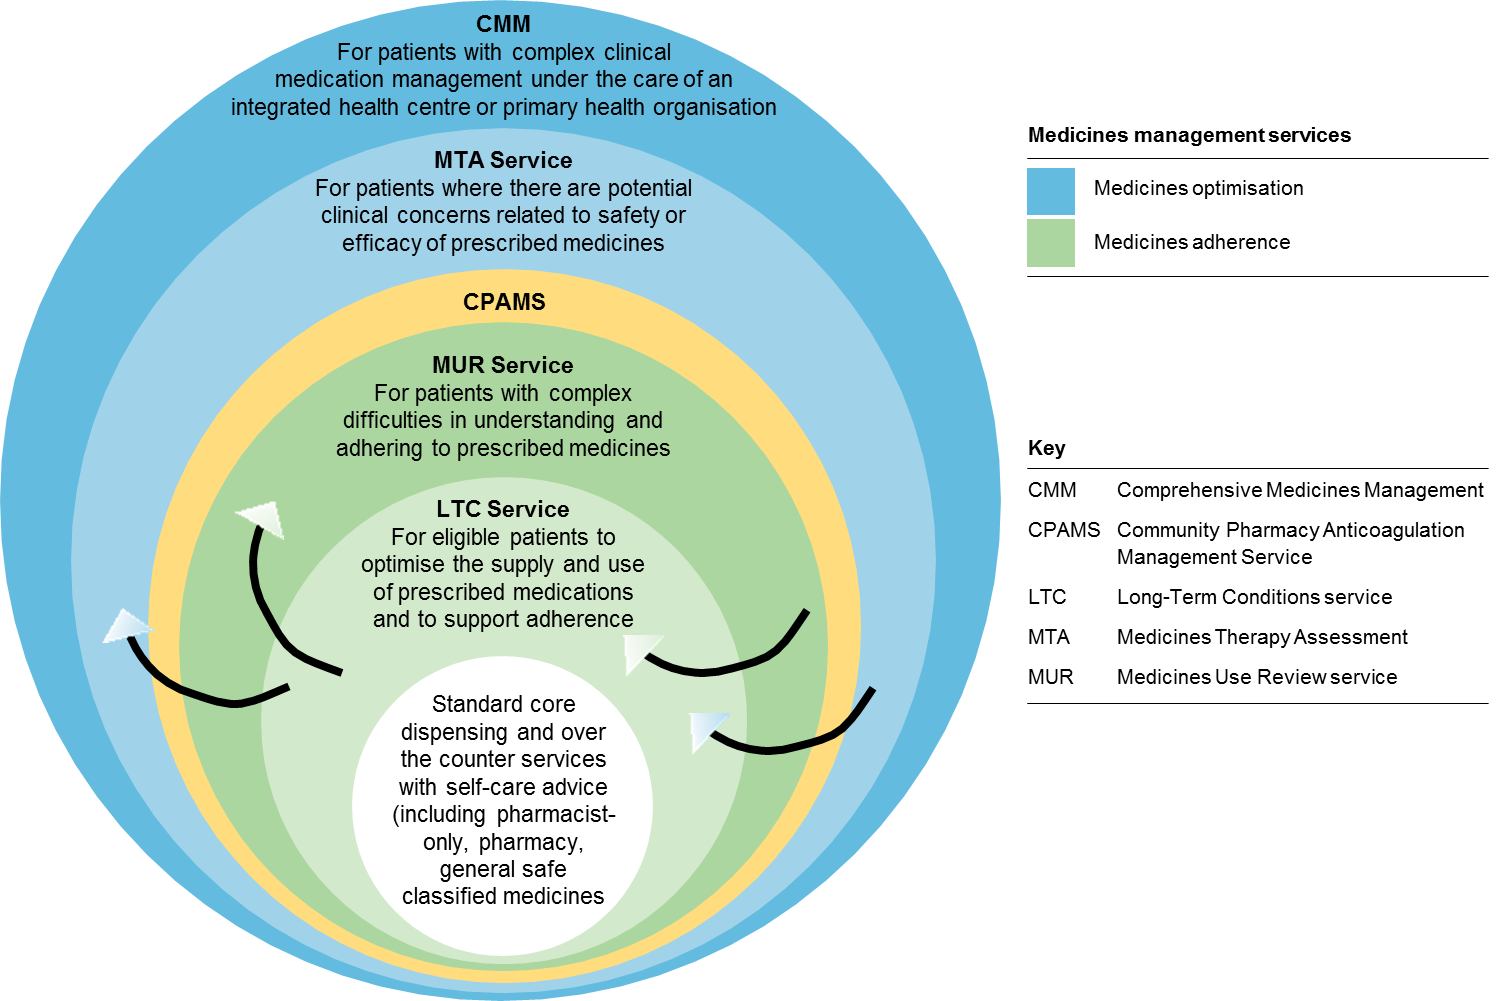 CMM
For patients with complex clinical
medication management under the care of an
integrated health centre or primary health organisation
MTA Service
For patients where there are potential
clinical concerns related to safety or
efficacy of prescribed medicines
CPAMS
MUR Service
For patients with complex
difficulties in understanding and
adhering to prescribed medicines
LTC Service
For eligible patients to
optimise the supply and use
of prescribed medications
and to support adherence
Standard core
dispensing and over
the counter services
with self-care advice
(including pharmacist-
only, pharmacy,
general safe
classified medicines
Medicines management services
Medicines optimisation
Medicines adherence
Key
CMM Comprehensive Medicines Management
CPAMS Community Pharmacy Anticoagulation
Management Service
LTC Long-Term Conditions service
MTA Medicines Therapy Assessment
MUR Medicines Use Review service